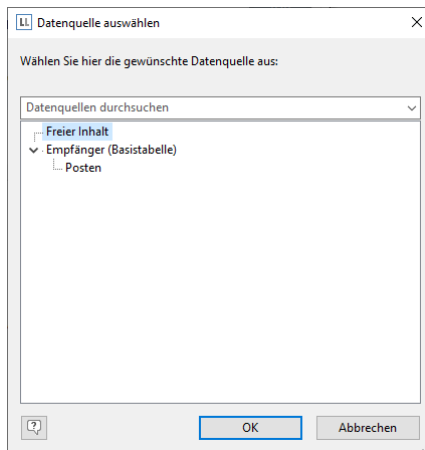 LL Datenquelle auswählen
Wählen Sie hier die gewünschte Datenquelle aus:
Datenquellen durchsuchen
Freier Inhalt
Empfänger (Basistabelle)
Posten
OK Abbrechen